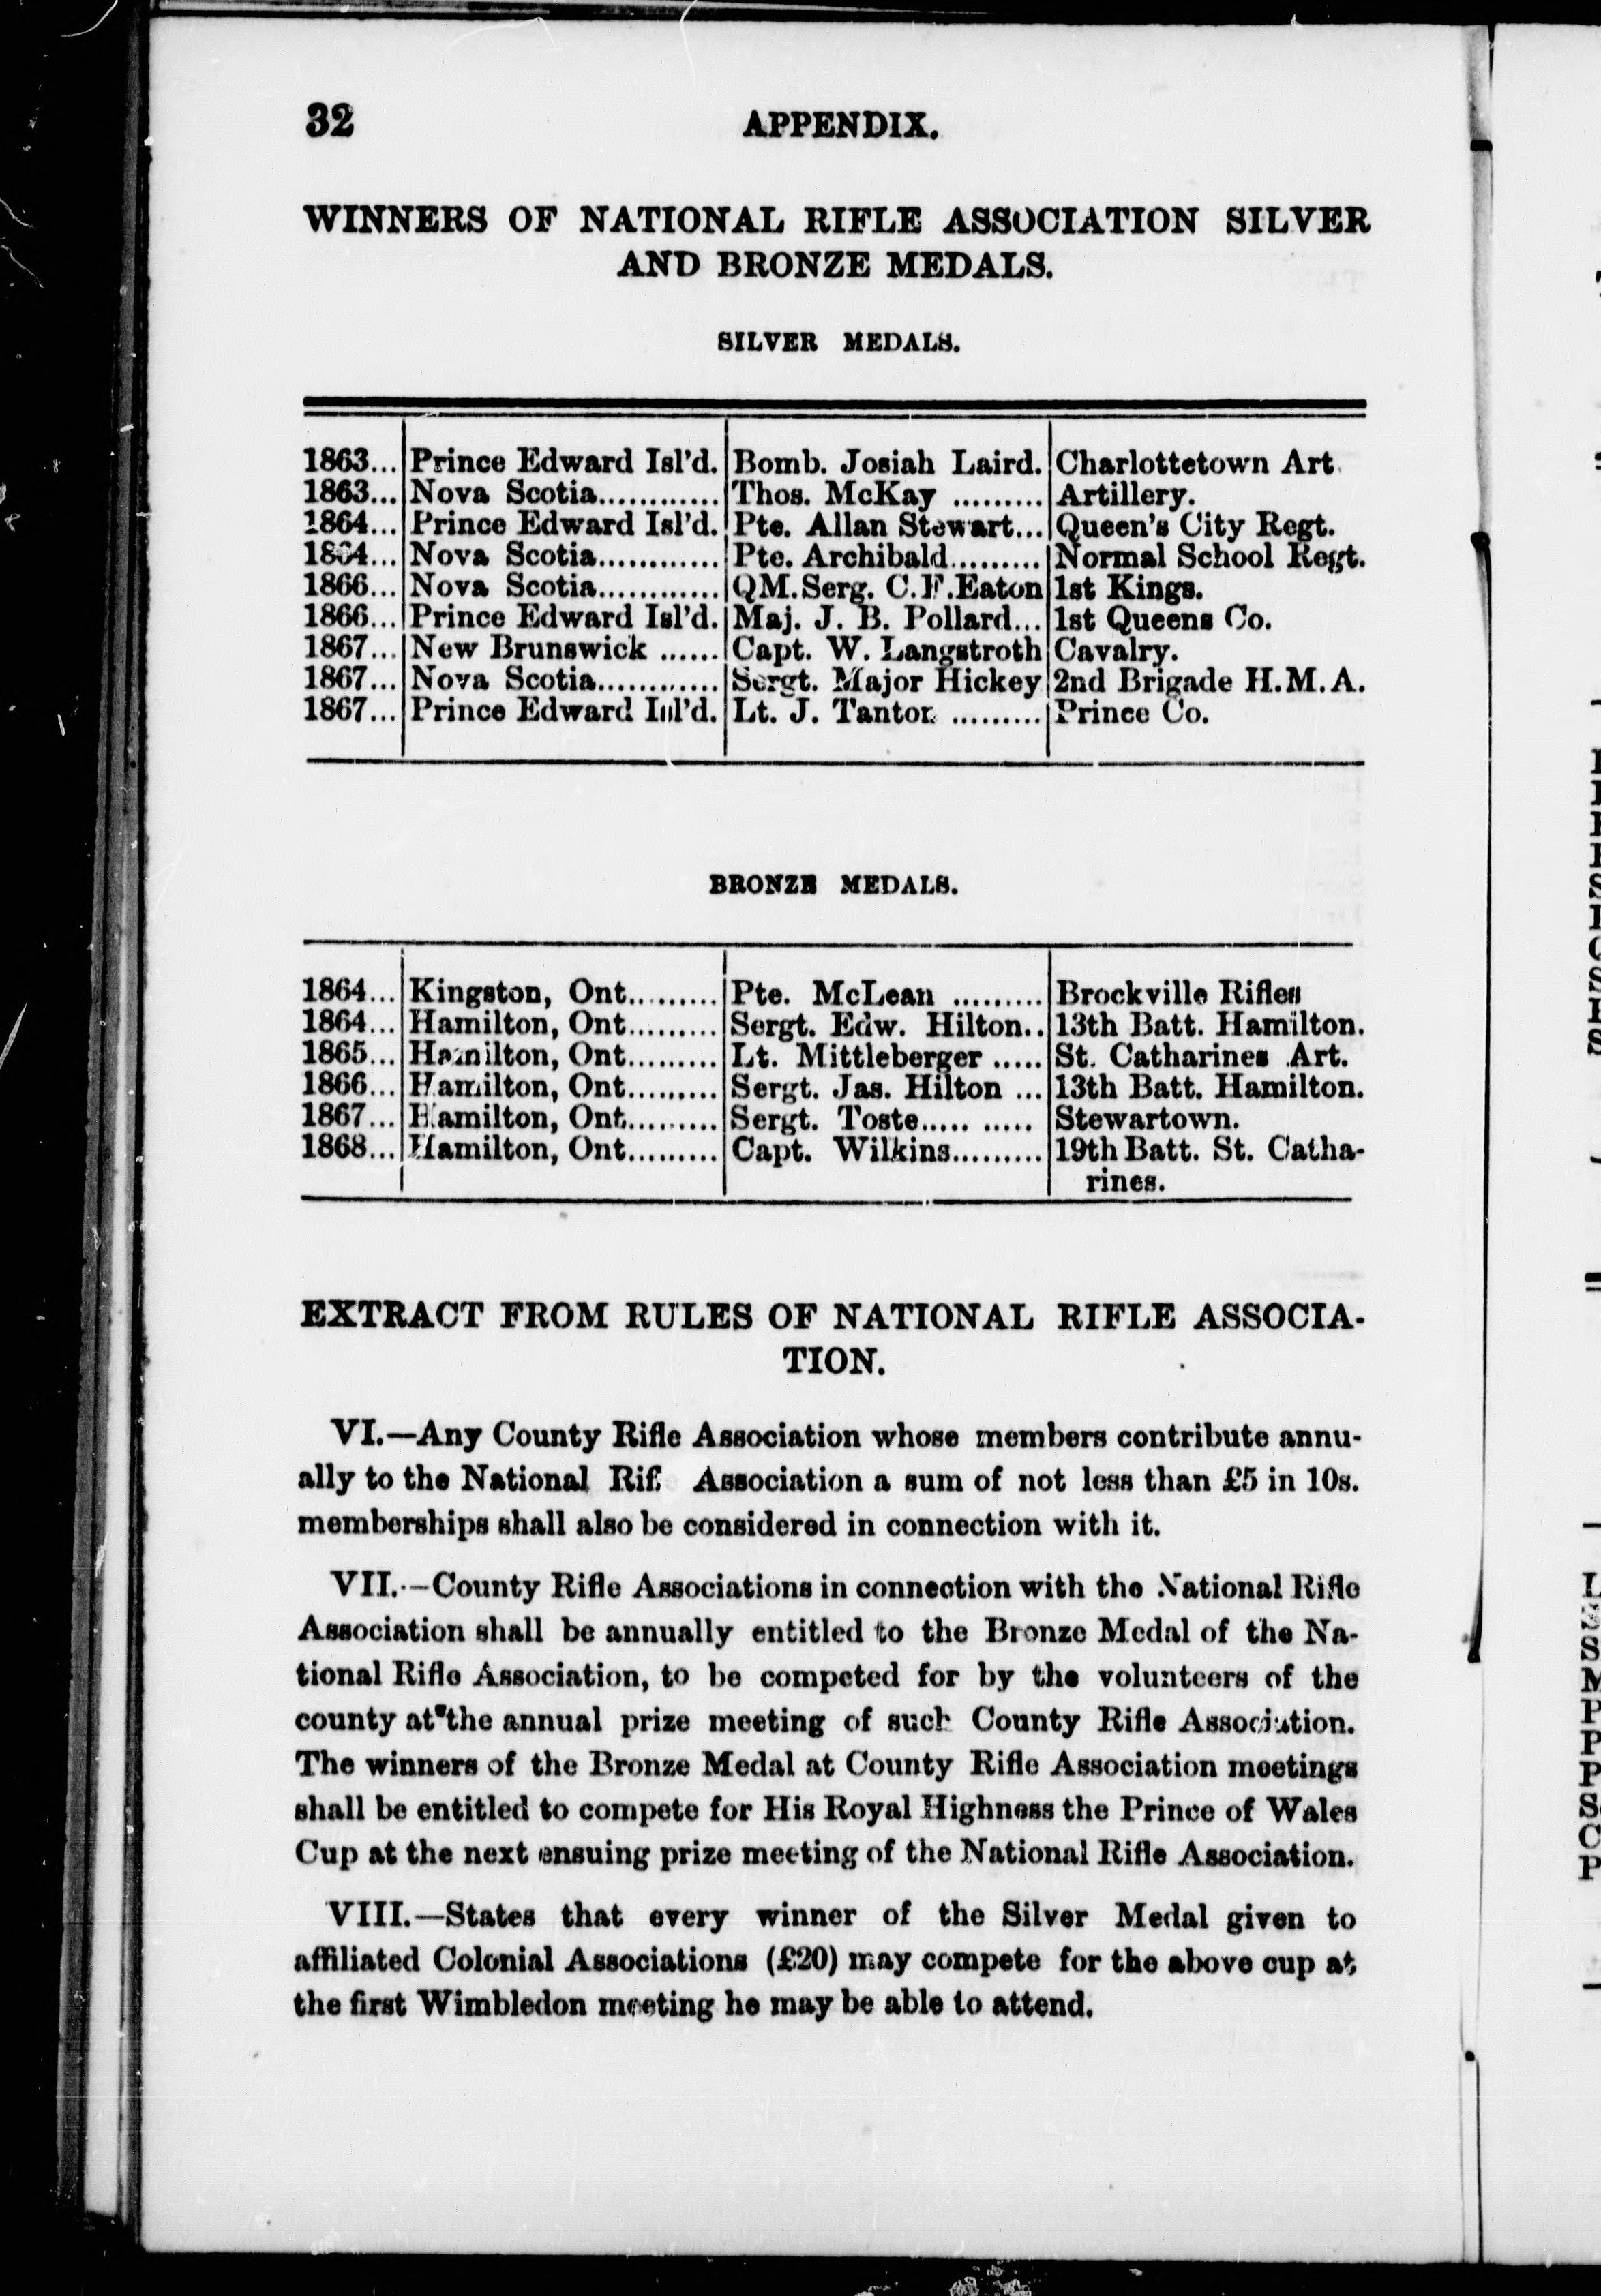 32 APPENDIX.
WINNERS OF NATIONAL RIFLE ASSOCIATION SILVER
AND BRONZE MEDALS.
SILVER MEDALS.
1863... Prince Edward Isl'd. Bomb. Josiah Laird. Charlottetown Art.
1863... Nova Scotia............ Thos. McKay ......... Artillery.
1864... Prince Edward Isl'd. Pte. Allan Stewart... Queen's City Regt.
1864... Nova Scotia............ Pte. Archibald......... Normal School Regt.
1866... Nova Scotia............ QM.Serg. C.F.Eaton 1st Kings.
1866... Prince Edward Isl'd. Maj. J. B. Pollard... 1st Queens Co.
1867... New Brunswick ...... Capt. W. Langstroth Cavalry.
1867... Nova Scotia............ Sergt. Major Hickey 2nd Brigade H.M.A.
1867... Prince Edward Isl'd. Lt. J. Tanton ......... Prince Co.
BRONZE MEDALS.
1864... Kingston, Ont......... Pte. McLean ......... Brockville Rifles
1864... Hamilton, Ont......... Sergt. Edw. Hilton.. 13th Batt. Hamilton.
1865... Hamilton, Ont......... Lt. Mittleberger ..... St. Catharines Art.
1866... Hamilton, Ont......... Sergt. Jas. Hilton ... 13th Batt. Hamilton.
1867... Hamilton, Ont......... Sergt. Toste..... ...... Stewartown.
1868... Hamilton, Ont......... Capt. Wilkins......... 19th Batt. St. Catha-
rines.
EXTRACT FROM RULES OF NATIONAL RIFLE ASSOCIA-
TION.
VI.—Any County Rifle Association whose members contribute annu-
ally to the National Rif Association a sum of not less than £5 in 10s.
memberships shall also be considered in connection with it.
VII.—County Rifle Associations in connection with the National Rifle
Association shall be annually entitled to the Bronze Medal of the Na-
tional Rifle Association, to be competed for by the volunteers of the
county at the annual prize meeting of such County Rifle Association.
The winners of the Bronze Medal at County Rifle Association meetings
shall be entitled to compete for His Royal Highness the Prince of Wales
Cup at the next ensuing prize meeting of the National Rifle Association.
VIII.—States that every winner of the Silver Medal given to
affiliated Colonial Associations (£20) may compete for the above cup at
the first Wimbledon meeting he may be able to attend.